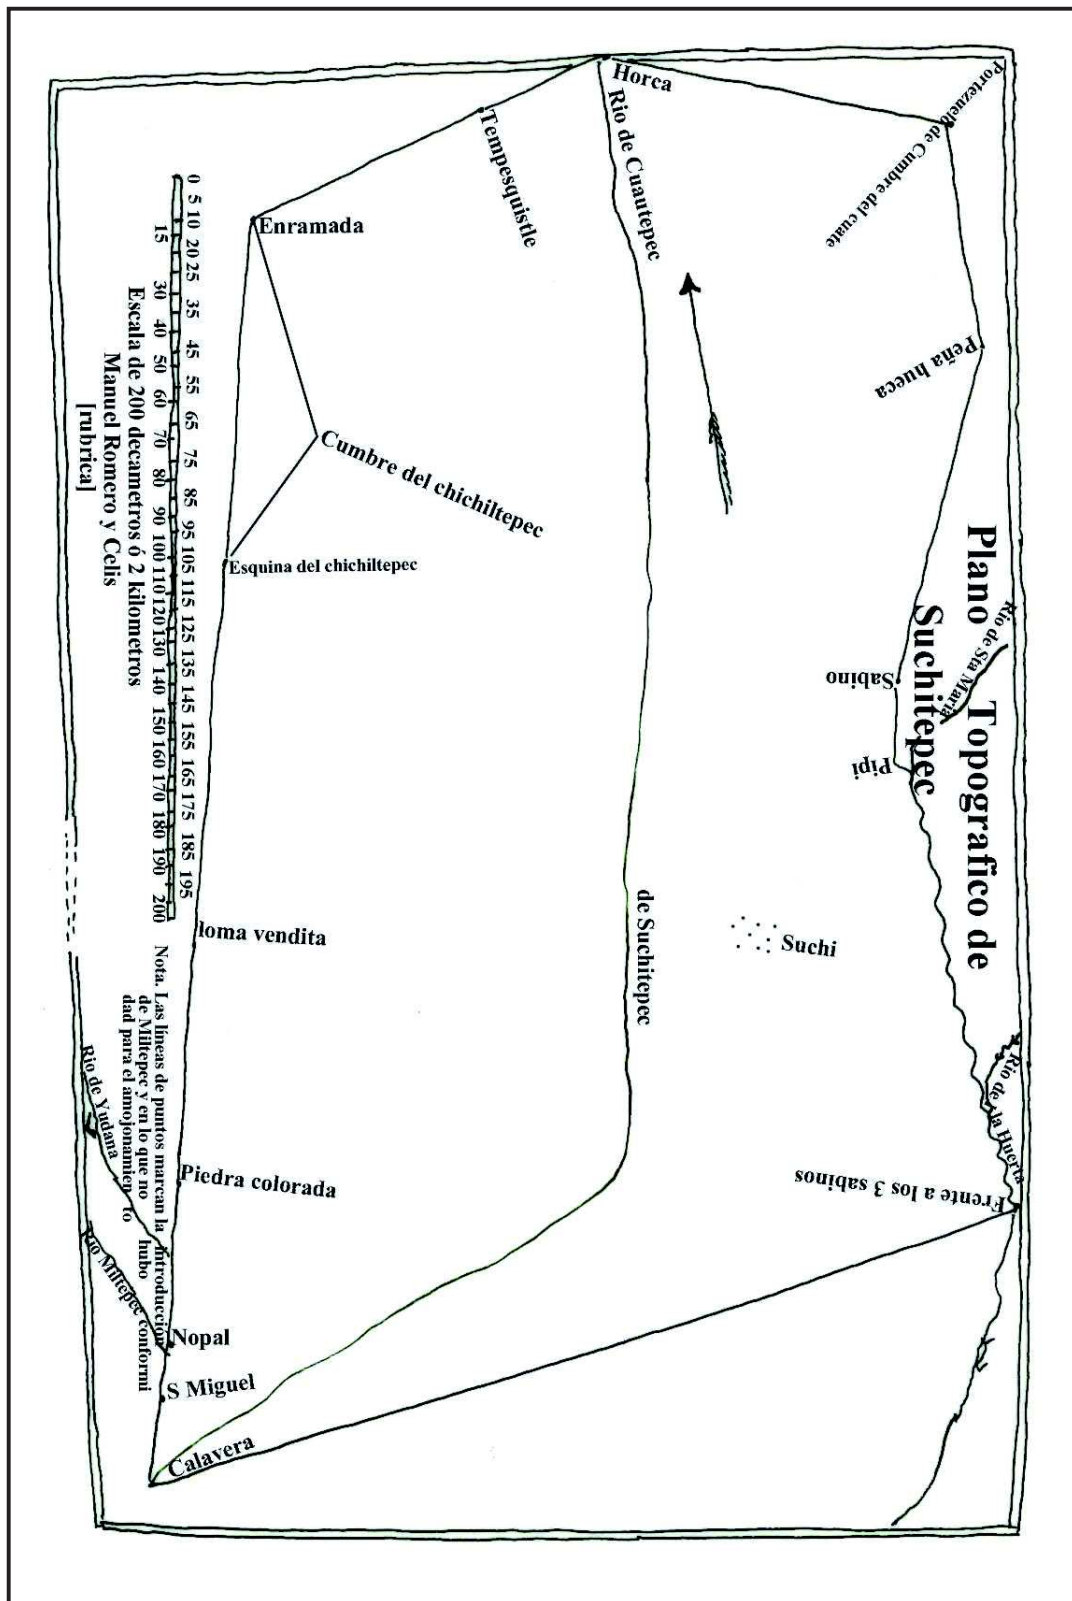 Plano Topografico de
Suchitepec
Horca
Rio de Cuautepec
Portezuelo de Cumbre del cuate
Tempesquistle
Enramada
Peña hueca
Cumbre del chichiltepec
Esquina del chichiltepec
Rio de Sta Maria
Sabino
Pipi
loma vendita
de Suchitepec
Suchi
Rio de la Huerta
Frente a los 3 sabinos
Piedra colorada
Rio de Yudana
Rio Miltepec
Nopal
S Miguel
Calavera
0 5 10 20 25 35 45 55 65 75 85 95 105 115 125 135 145 155 165 175 185 195
15 30 40 50 60 70 80 90 100 110 120 130 140 150 160 170 180 190 200
Escala de 200 decametros ó 2 kilometros
Manuel Romero y Celis
[rubrica]
Nota. Las líneas de puntos marcan la introduccion
de Miltepec y en lo que no hubo conformi
dad para el amojonamien to